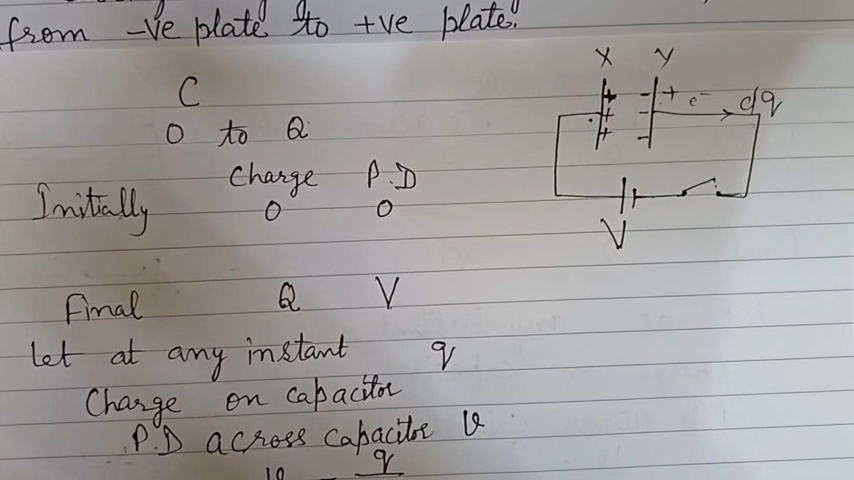 from -ve plate to +ve plate.
X Y
C
+ e⁻ dq
0 to Q
Charge P.D
Initially 0 0
V
Final Q V
Let at any instant q
Charge on capacitor
P.D across capacitor v
v = q